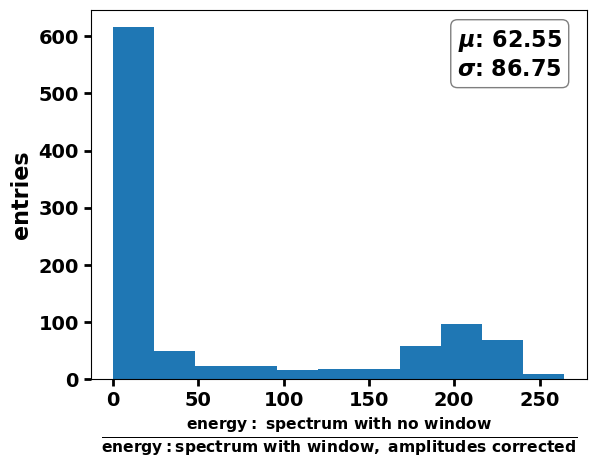 600
500
400
300
200
100
0
entries
μ: 62.55
σ: 86.75
0 50 100 150 200 250
energy : spectrum with no window
energy : spectrum with window, amplitudes corrected